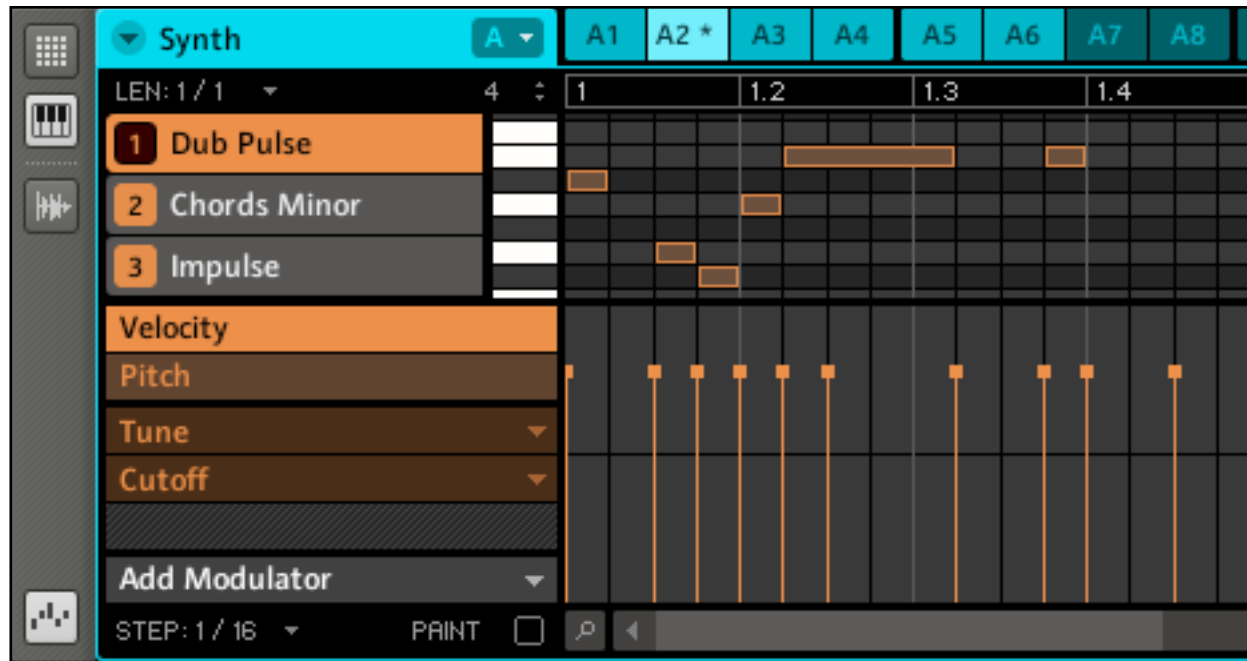 Synth A A1 A2 * A3 A4 A5 A6 A7 A8
LEN: 1 / 1 4 1 1.2 1.3 1.4
1 Dub Pulse
2 Chords Minor
3 Impulse
Velocity
Pitch
Tune
Cutoff
Add Modulator
STEP: 1 / 16 PAINT